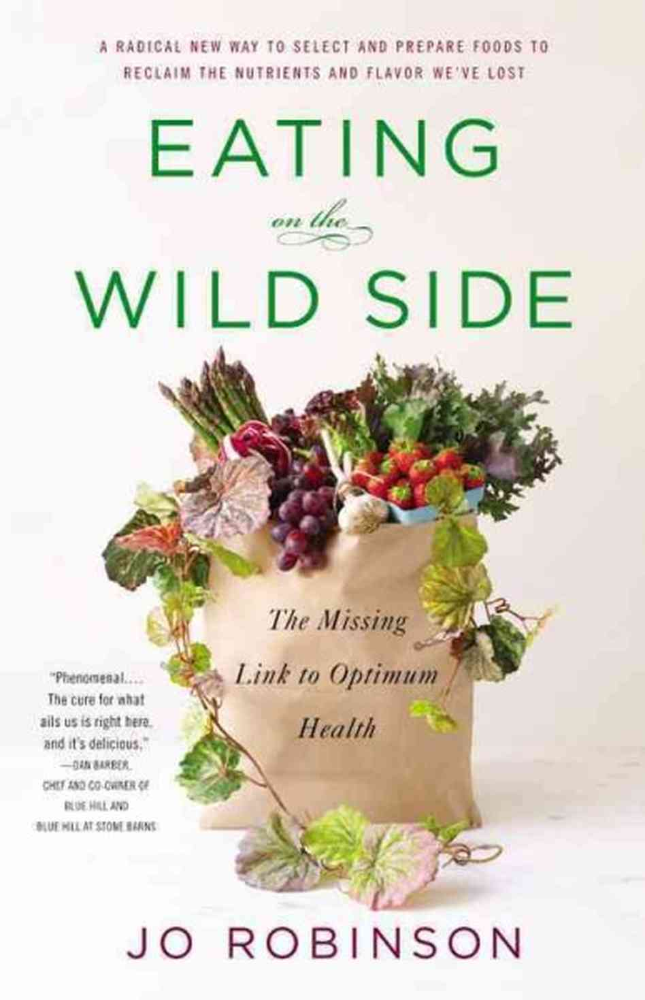 A RADICAL NEW WAY TO SELECT AND PREPARE FOODS TO
RECLAIM THE NUTRIENTS AND FLAVOR WE'VE LOST
EATING
on the
WILD SIDE
The Missing
Link to Optimum
Health
"Phenomenal....
The cure for what
ails us is right here,
and it's delicious."
—DAN BARBER,
CHEF AND CO-OWNER OF
BLUE HILL AND
BLUE HILL AT STONE BARNS
JO ROBINSON